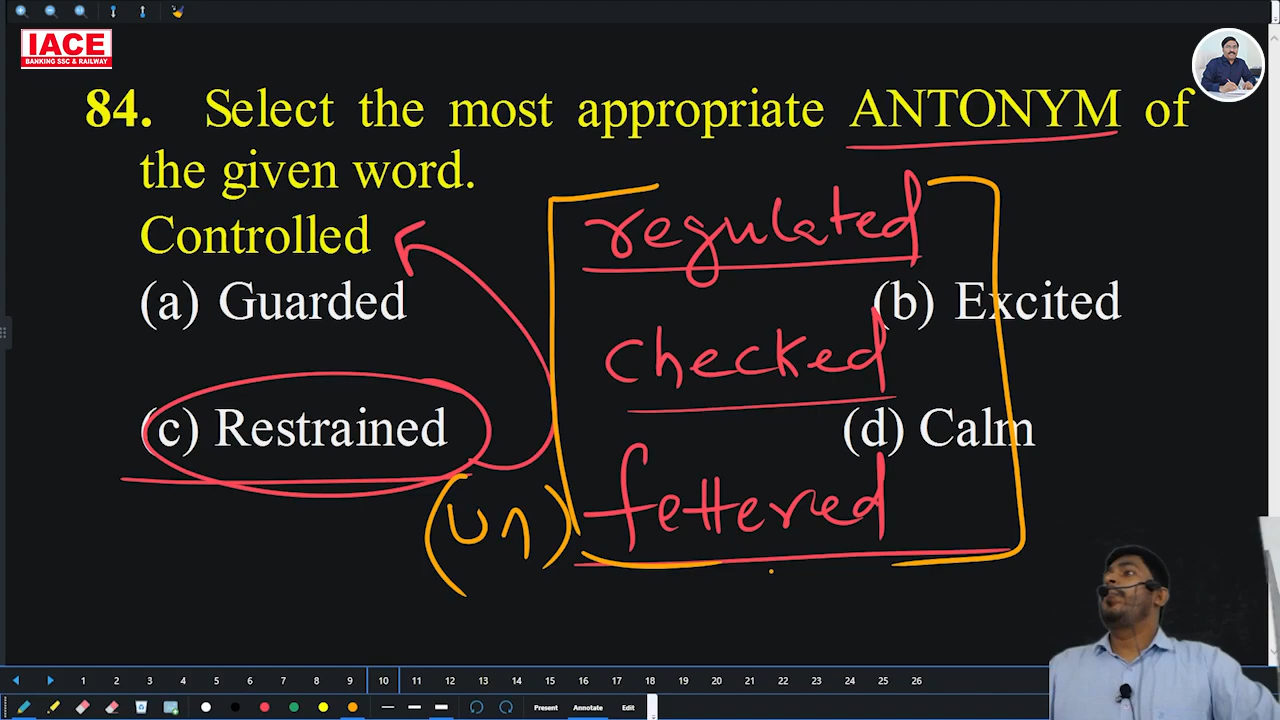 IACE
BANKING SSC & RAILWAY
84. Select the most appropriate ANTONYM of
the given word.
Controlled
regulated
(a) Guarded (b) Excited
checked
(c) Restrained (d) Calm
(un) fettered
1 2 3 4 5 6 7 8 9 10 11 12 13 14 15 16 17 18 19 20 21 22 23 24 25 26
Present Annotate Edit